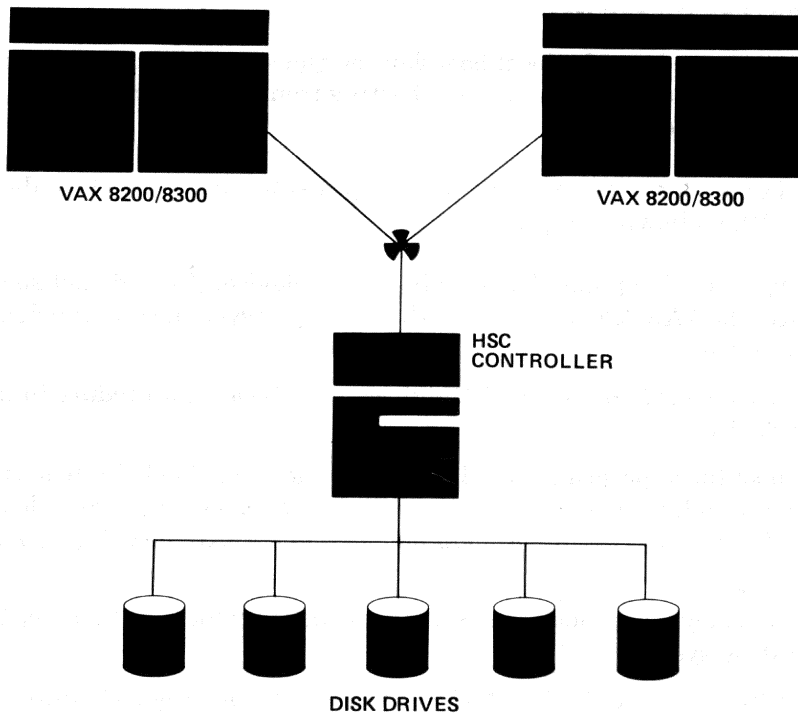 VAX 8200/8300
VAX 8200/8300
HSC
CONTROLLER
DISK DRIVES